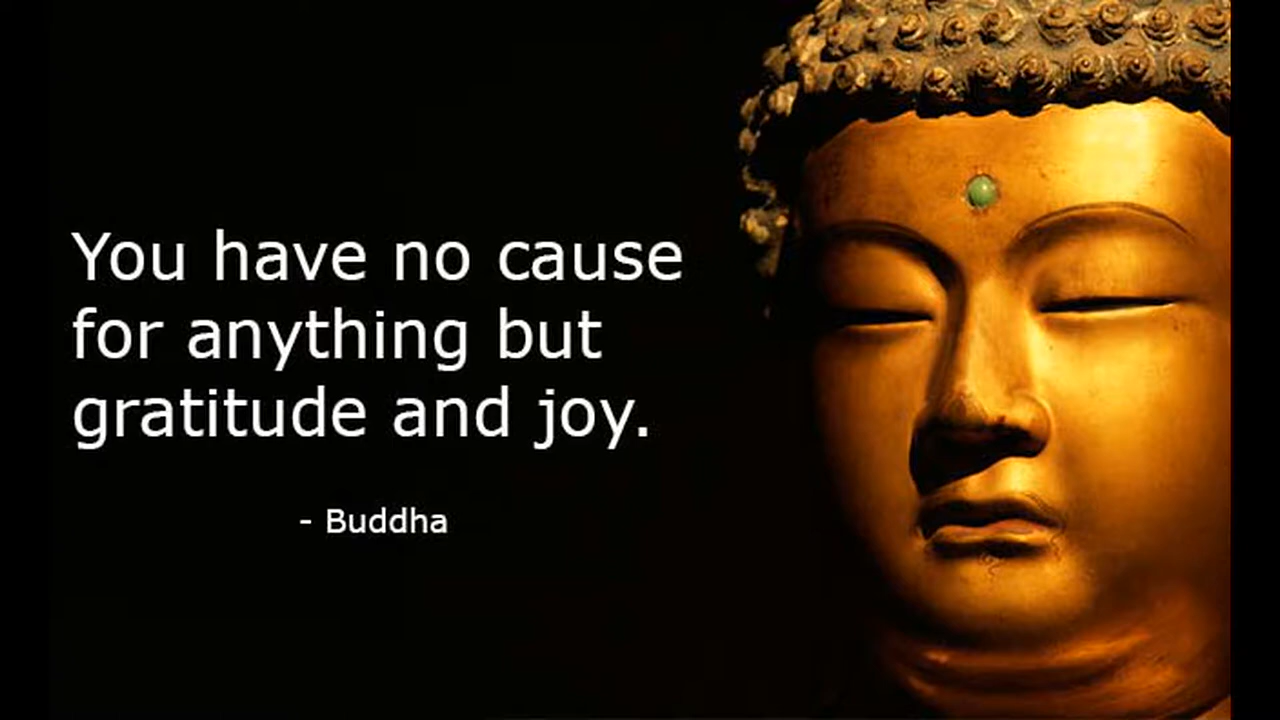 You have no cause
for anything but
gratitude and joy.
- Buddha